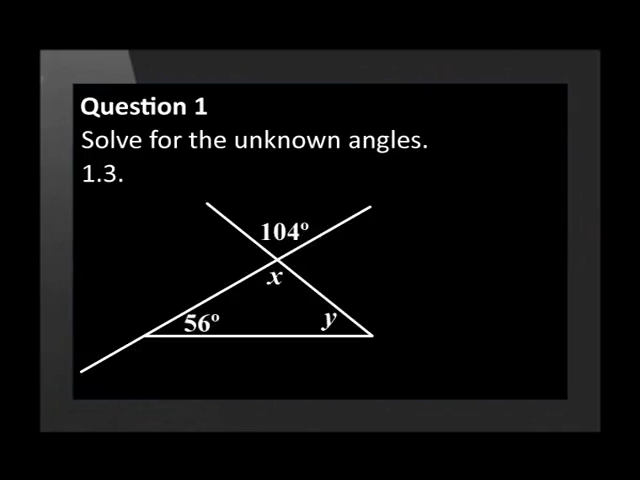 Question 1
Solve for the unknown angles.
1.3.
104º
x
56º
y